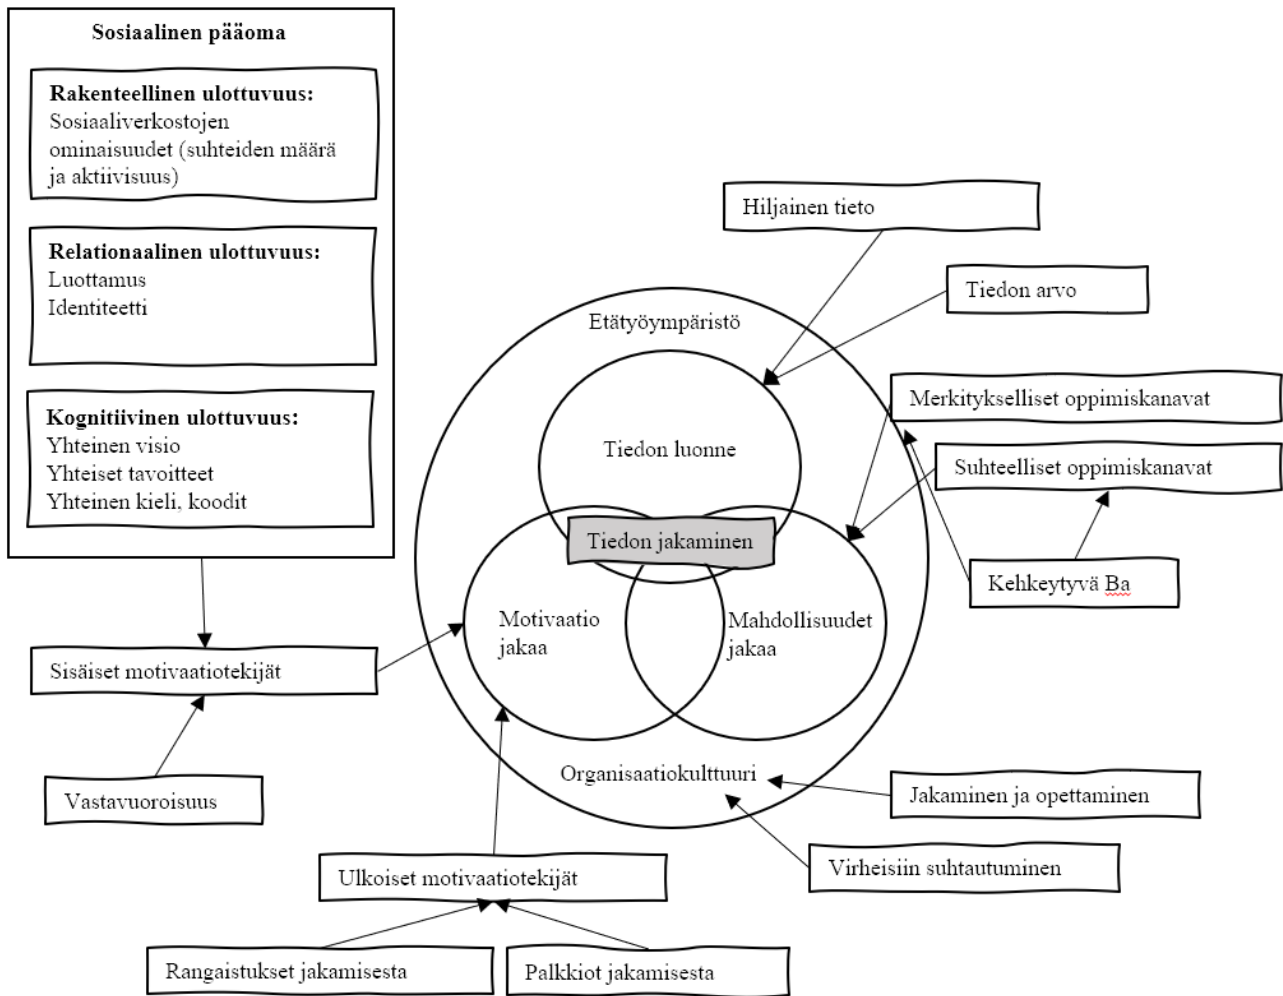 Sosiaalinen pääoma
Rakenteellinen ulottuvuus:
Sosiaaliverkostojen
ominaisuudet (suhteiden määrä
ja aktiivisuus)
Relationaalinen ulottuvuus:
Luottamus
Identiteetti
Kognitiivinen ulottuvuus:
Yhteinen visio
Yhteiset tavoitteet
Yhteinen kieli, koodit
Hiljainen tieto
Tiedon arvo
Etätyöympäristö
Merkitykselliset oppimiskanavat
Tiedon luonne
Suhteelliset oppimiskanavat
Tiedon jakaminen
Kehkeytyvä Ba
Motivaatio
jakaa
Mahdollisuudet
jakaa
Sisäiset motivaatiotekijät
Organisaatiokulttuuri
Vastavuoroisuus
Jakaminen ja opettaminen
Virheisiin suhtautuminen
Ulkoiset motivaatiotekijät
Rangaistukset jakamisesta
Palkkiot jakamisesta